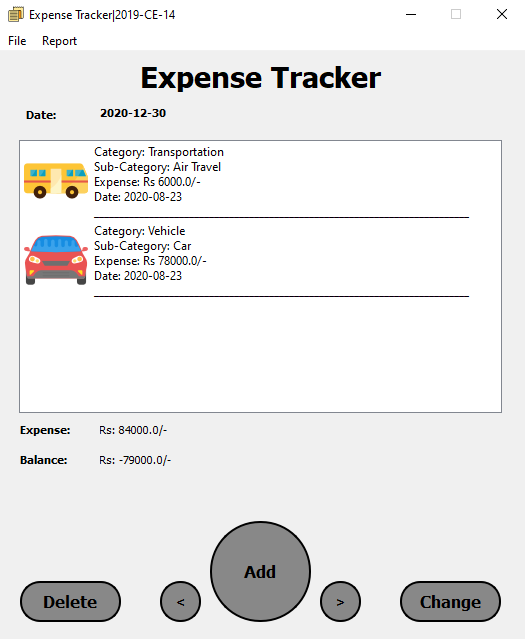 Expense Tracker|2019-CE-14
File Report
Expense Tracker
Date: 2020-12-30
Category: Transportation
Sub-Category: Air Travel
Expense: Rs 6000.0/-
Date: 2020-08-23
Category: Vehicle
Sub-Category: Car
Expense: Rs 78000.0/-
Date: 2020-08-23
Expense: Rs: 84000.0/-
Balance: Rs: -79000.0/-
Add
Delete < > Change